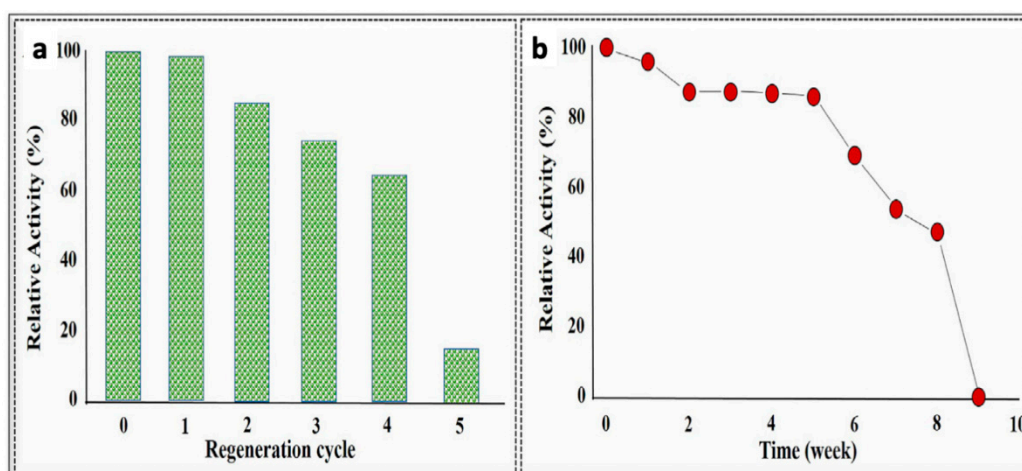 a
Relative Activity (%)
100
80
60
40
20
0
0 1 2 3 4 5
Regeneration cycle
b
Relative Activity (%)
100
80
60
40
20
0
0 2 4 6 8 10
Time (week)